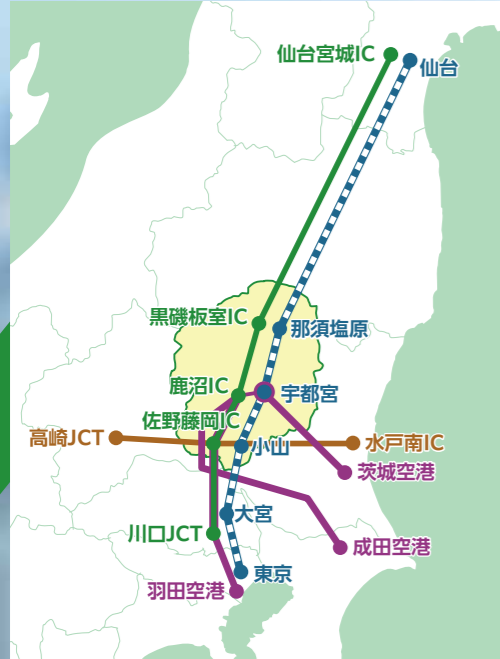 仙台宮城IC
仙台
黒磯板室IC
那須塩原
鹿沼IC
宇都宮
佐野藤岡IC
高崎JCT
小山
水戸南IC
茨城空港
大宮
川口JCT
成田空港
東京
羽田空港